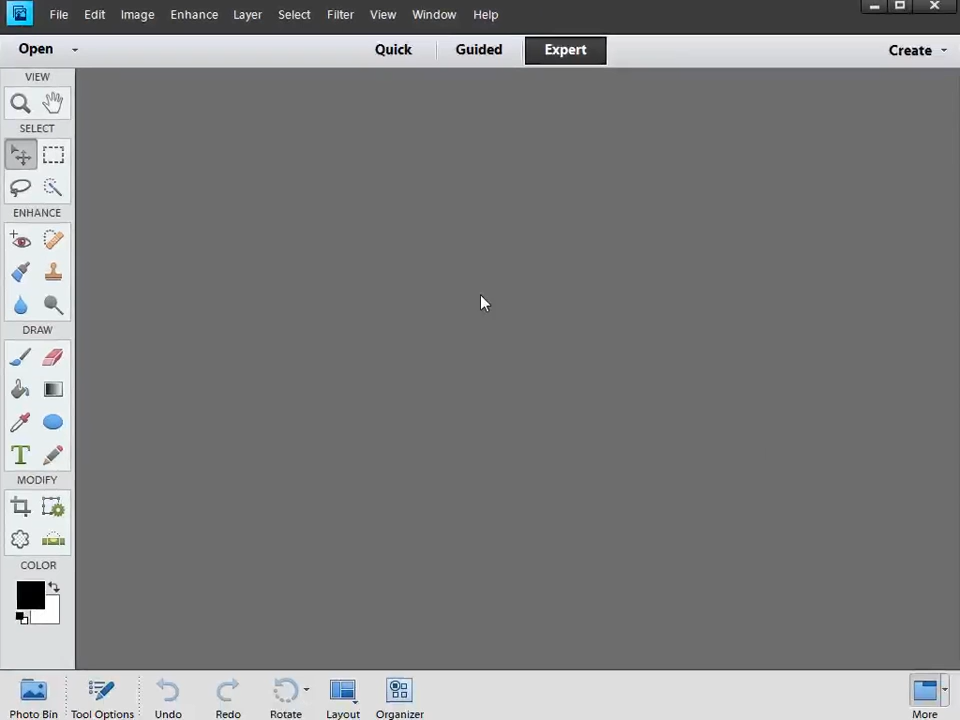 File Edit Image Enhance Layer Select Filter View Window Help
Open Quick Guided Expert Create
VIEW
SELECT
ENHANCE
DRAW
T
MODIFY
COLOR
Photo Bin Tool Options Undo Redo Rotate Layout Organizer More